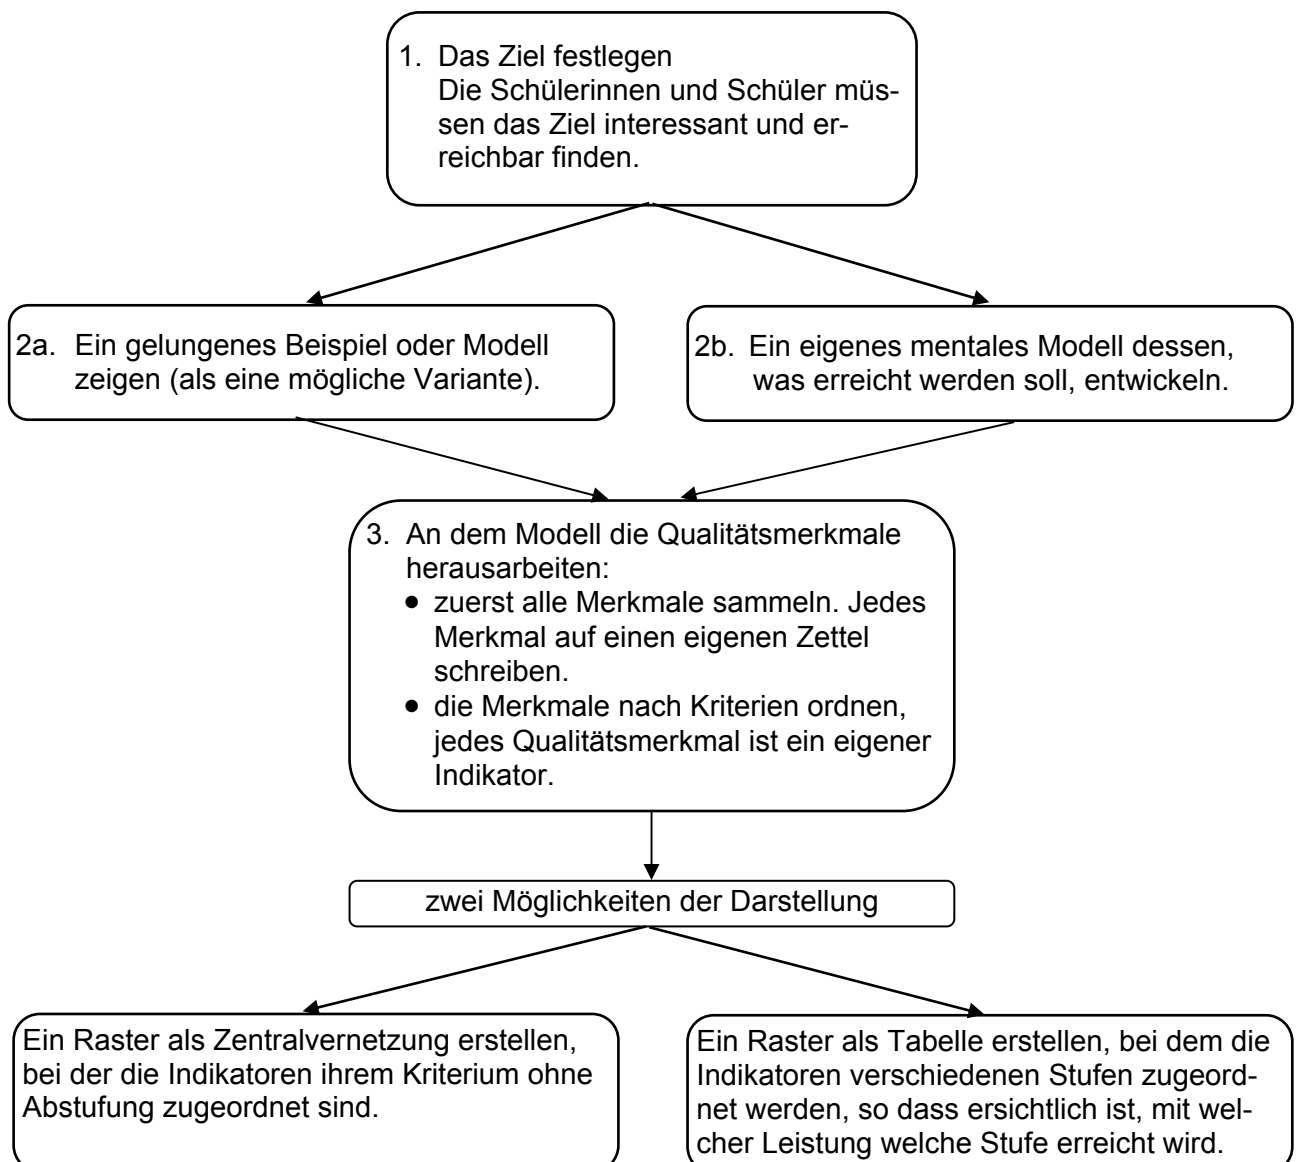 1. Das Ziel festlegen
Die Schülerinnen und Schüler müs-
sen das Ziel interessant und er-
reichbar finden.
2a. Ein gelungenes Beispiel oder Modell
zeigen (als eine mögliche Variante).
2b. Ein eigenes mentales Modell dessen,
was erreicht werden soll, entwickeln.
3. An dem Modell die Qualitätsmerkmale
herausarbeiten:
• zuerst alle Merkmale sammeln. Jedes
Merkmal auf einen eigenen Zettel
schreiben.
• die Merkmale nach Kriterien ordnen,
jedes Qualitätsmerkmal ist ein eigener
Indikator.
zwei Möglichkeiten der Darstellung
Ein Raster als Zentralvernetzung erstellen,
bei der die Indikatoren ihrem Kriterium ohne
Abstufung zugeordnet sind.
Ein Raster als Tabelle erstellen, bei dem die
Indikatoren verschiedenen Stufen zugeord-
net werden, so dass ersichtlich ist, mit wel-
cher Leistung welche Stufe erreicht wird.